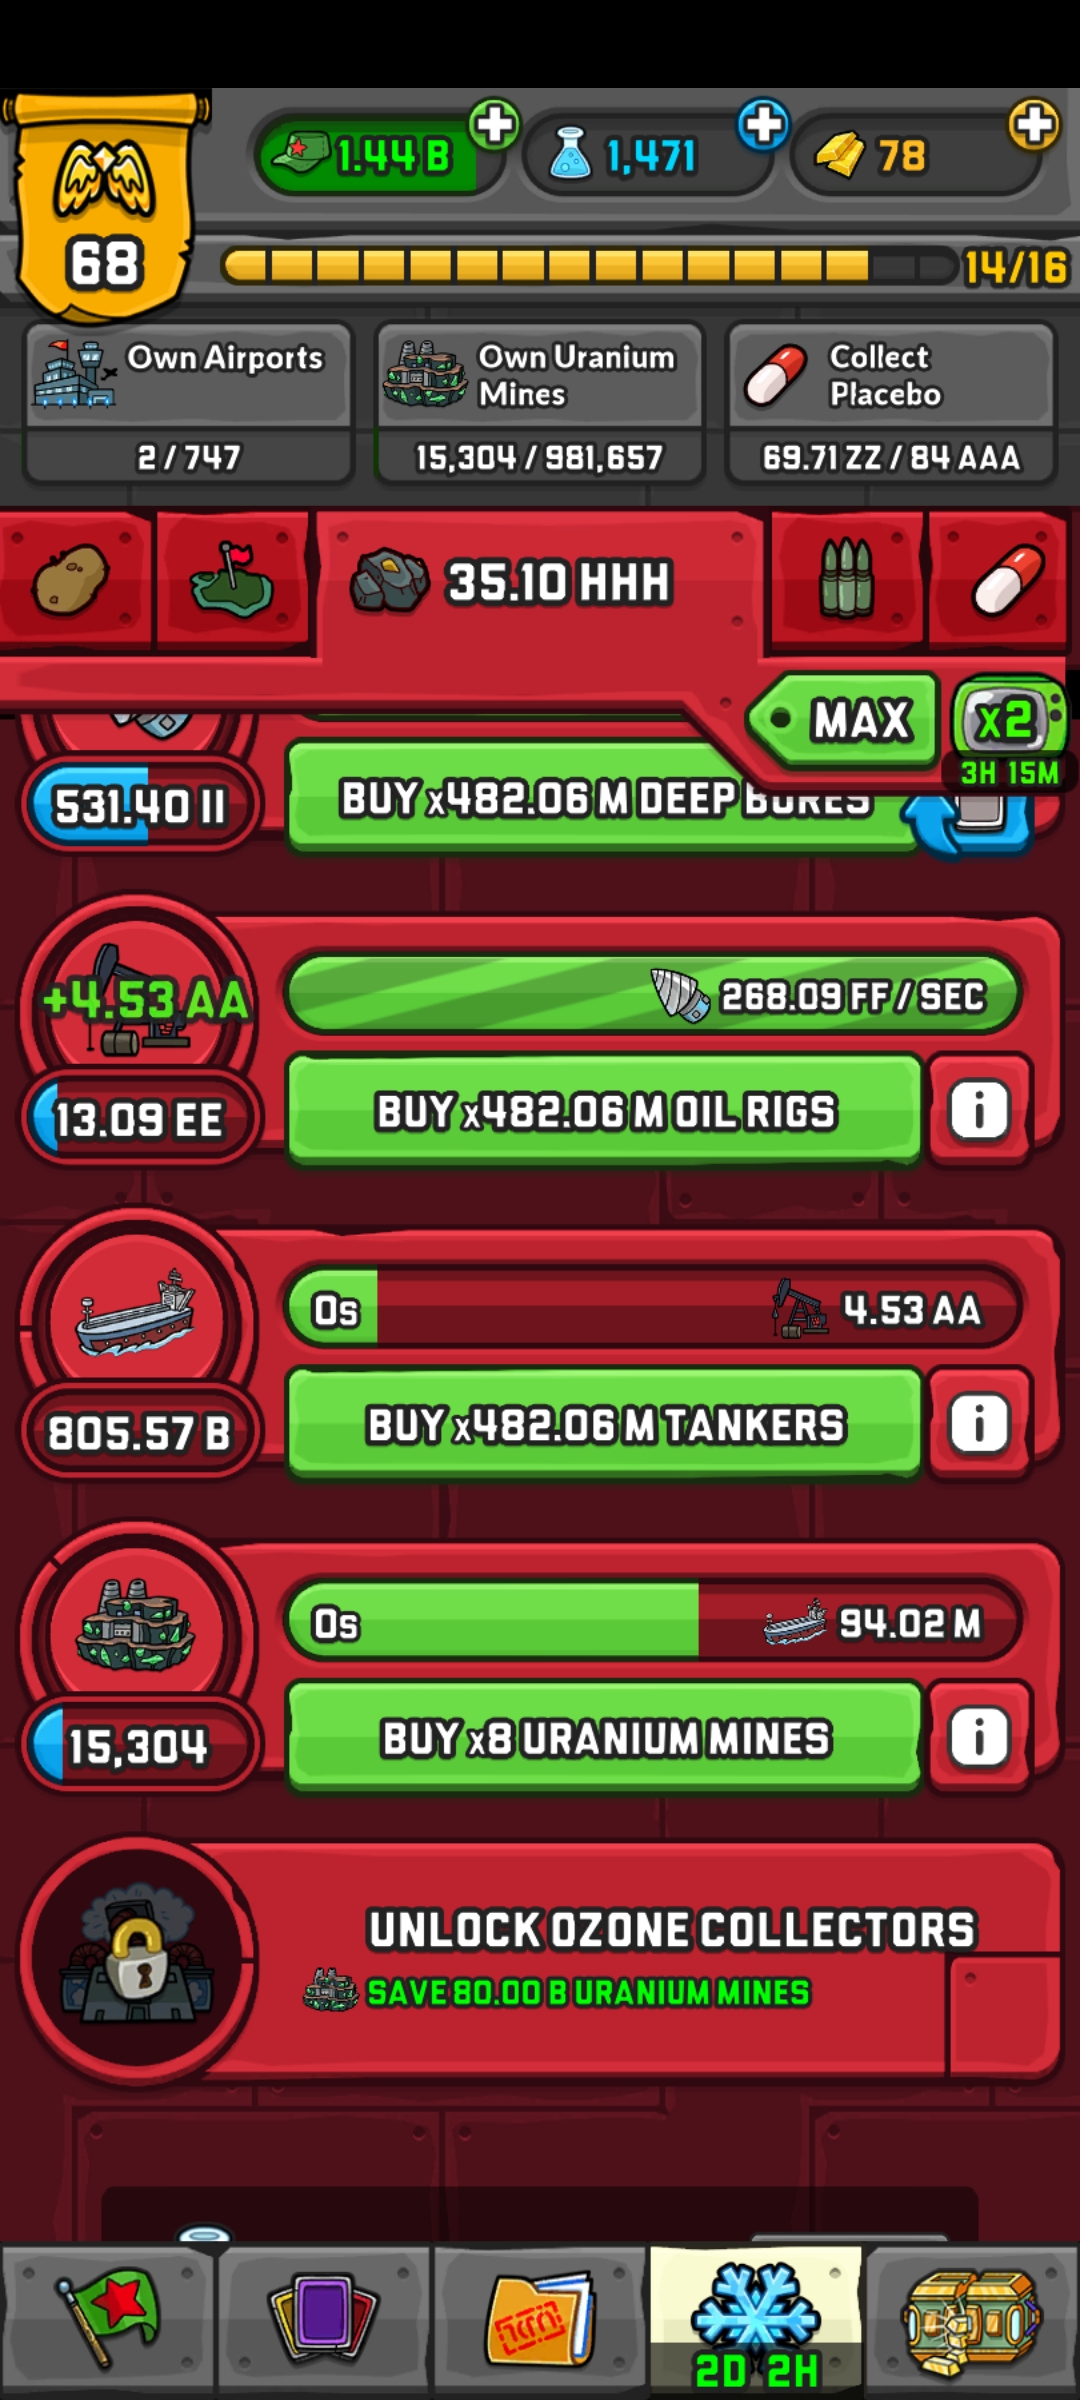 1.44 B
1,471
78
68
14/16
Own Airports
2 / 747
Own Uranium
Mines
15,304 / 981,657
Collect
Placebo
69.71 ZZ / 84 AAA
35.10 HHH
MAX
x2
3H 15M
531.40 II
BUY x482.06 M DEEP BORES
+4.53 AA
268.09 FF / SEC
13.09 EE
BUY x482.06 M OIL RIGS
i
0s
4.53 AA
805.57 B
BUY x482.06 M TANKERS
i
0s
94.02 M
15,304
BUY x8 URANIUM MINES
i
UNLOCK OZONE COLLECTORS
SAVE 80.00 B URANIUM MINES
2D 2H